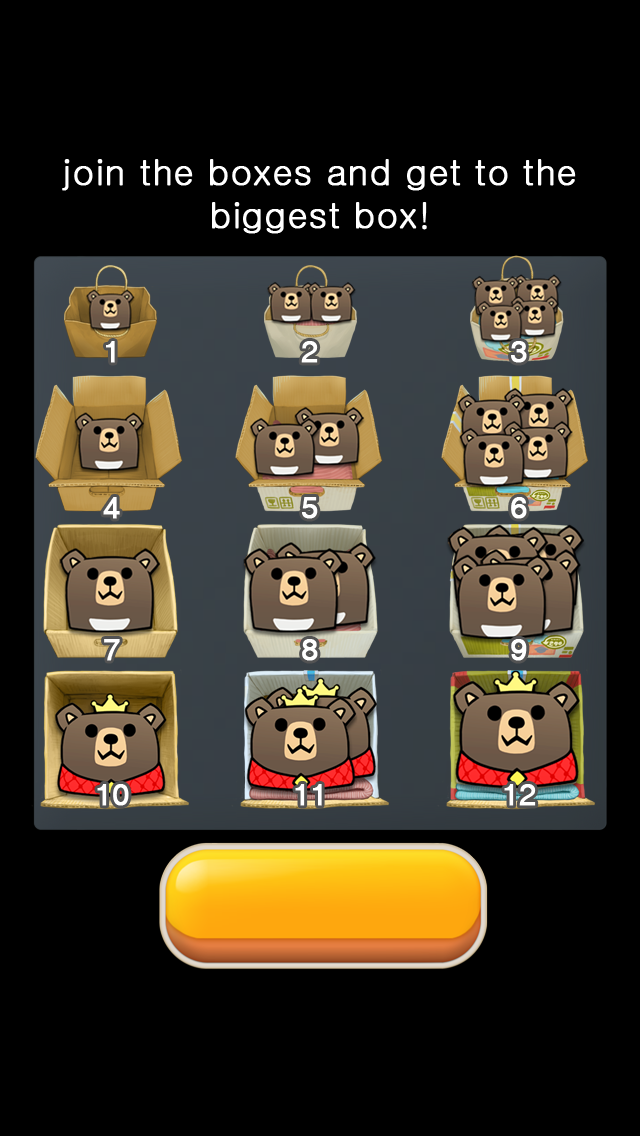 join the boxes and get to the
biggest box!
1 2 3
4 5 6
7 8 9
10 11 12